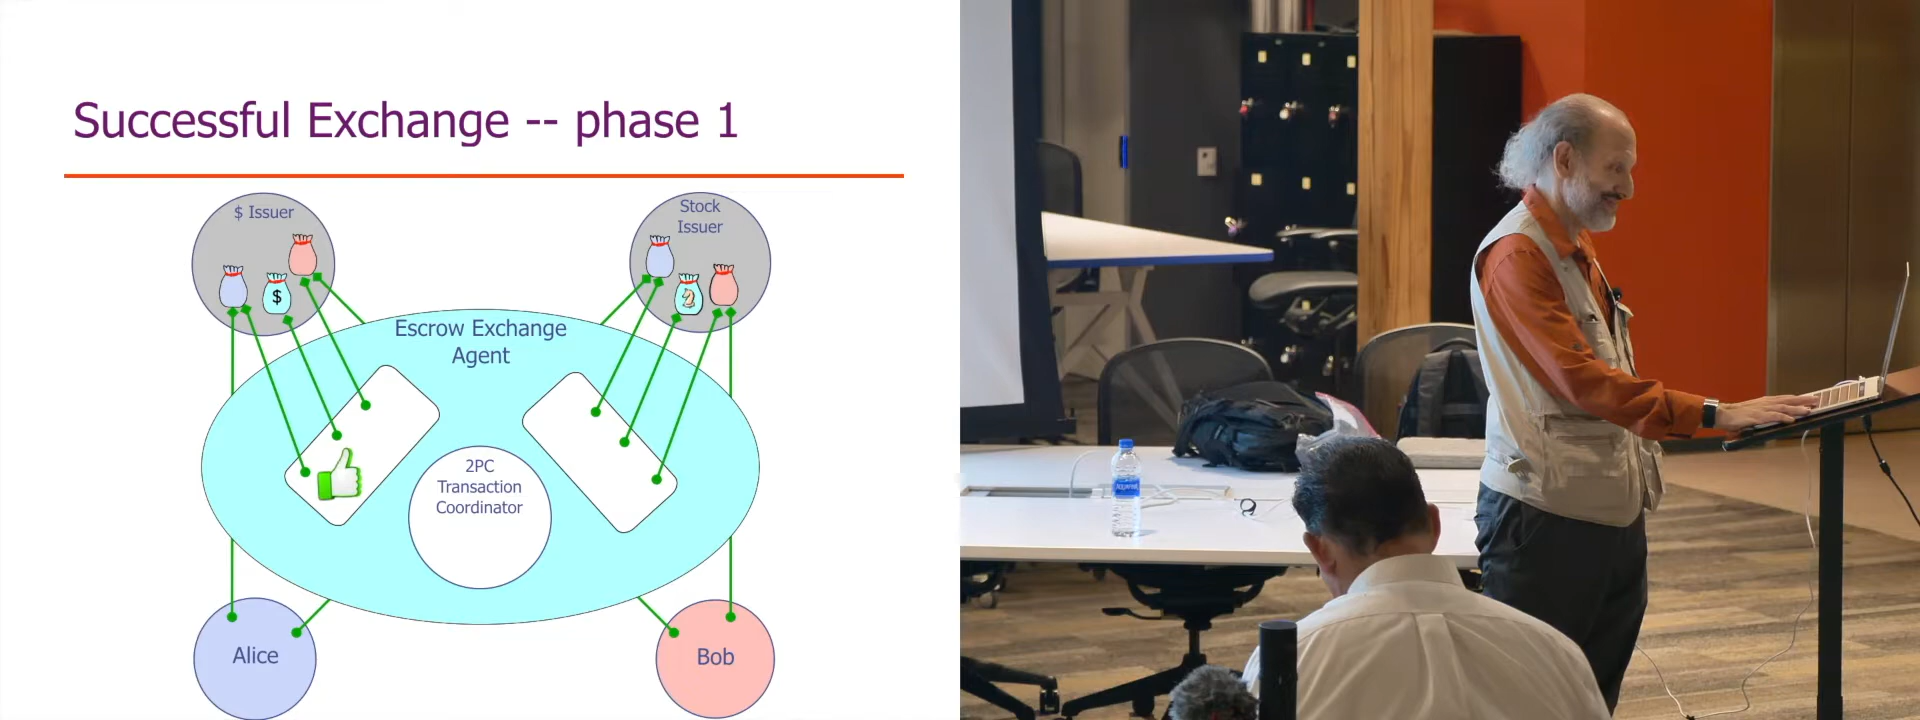 Successful Exchange -- phase 1
$ Issuer
Stock
Issuer
$
Escrow Exchange
Agent
2PC
Transaction
Coordinator
Alice
Bob